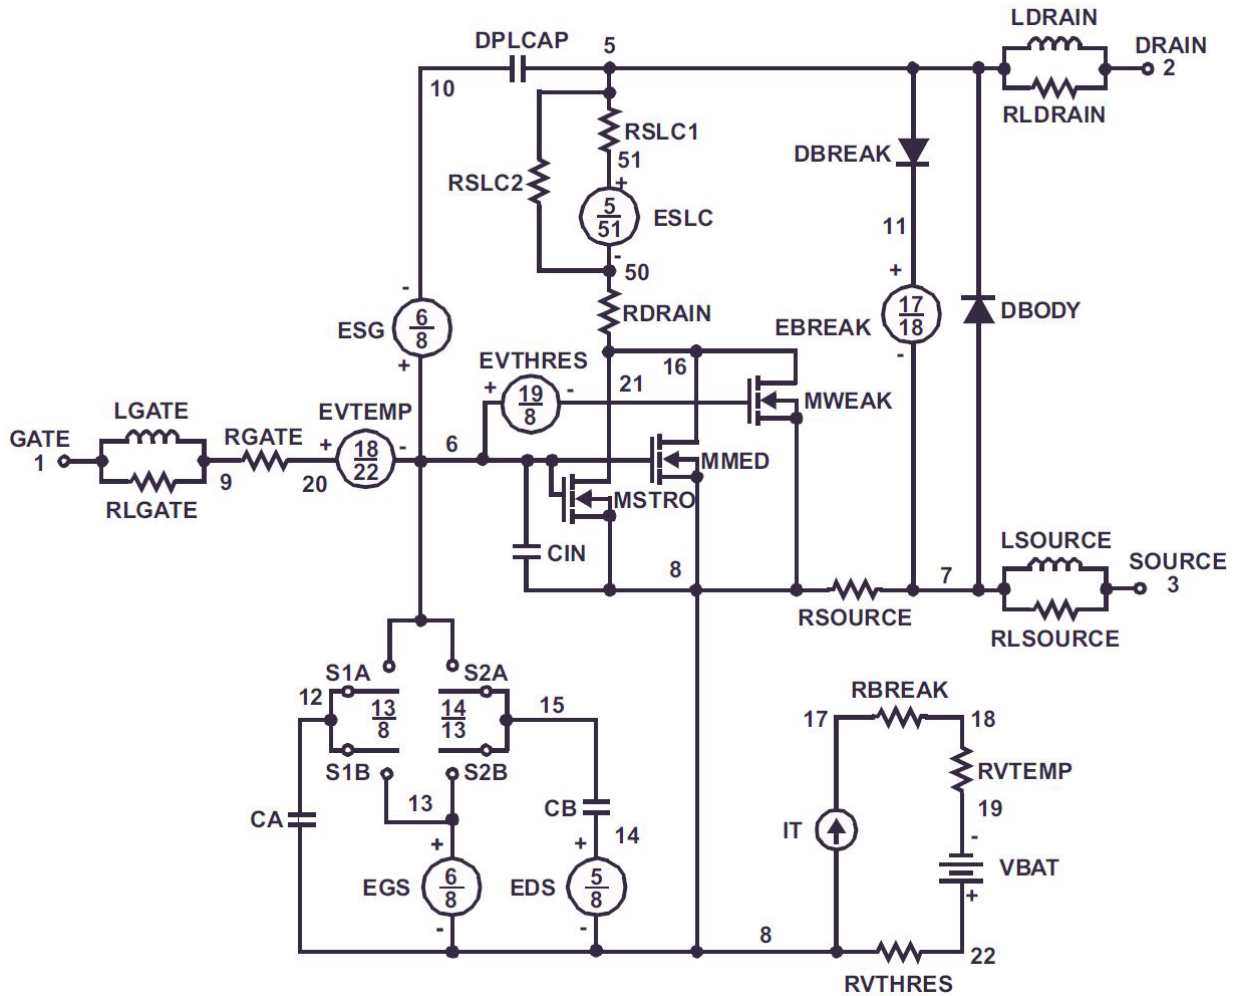 LDRAIN
DPLCAP 5 DRAIN
10 2
RSLC1 RLDRAIN
51 DBREAK
+
RSLC2
5
51
ESLC 11
-
50
- +
RDRAIN 17
18
EBREAK DBODY
ESG 6
8
-
+ EVTHRES 16
+ 19
8
- 21
MWEAK
LGATE EVTEMP
GATE RGATE + 18
22
- 6
1 MMED
9 20
RLGATE MSTRO
CIN LSOURCE
8 7 SOURCE
3
RSOURCE
RLSOURCE
S1A S2A
12 13
8
14
13
15
RBREAK
17 18
S1B S2B
RVTEMP
13 CB 19
CA IT -
+ + 14
VBAT
EGS 6
8
EDS 5
8
+
- -
8
22
RVTHRES